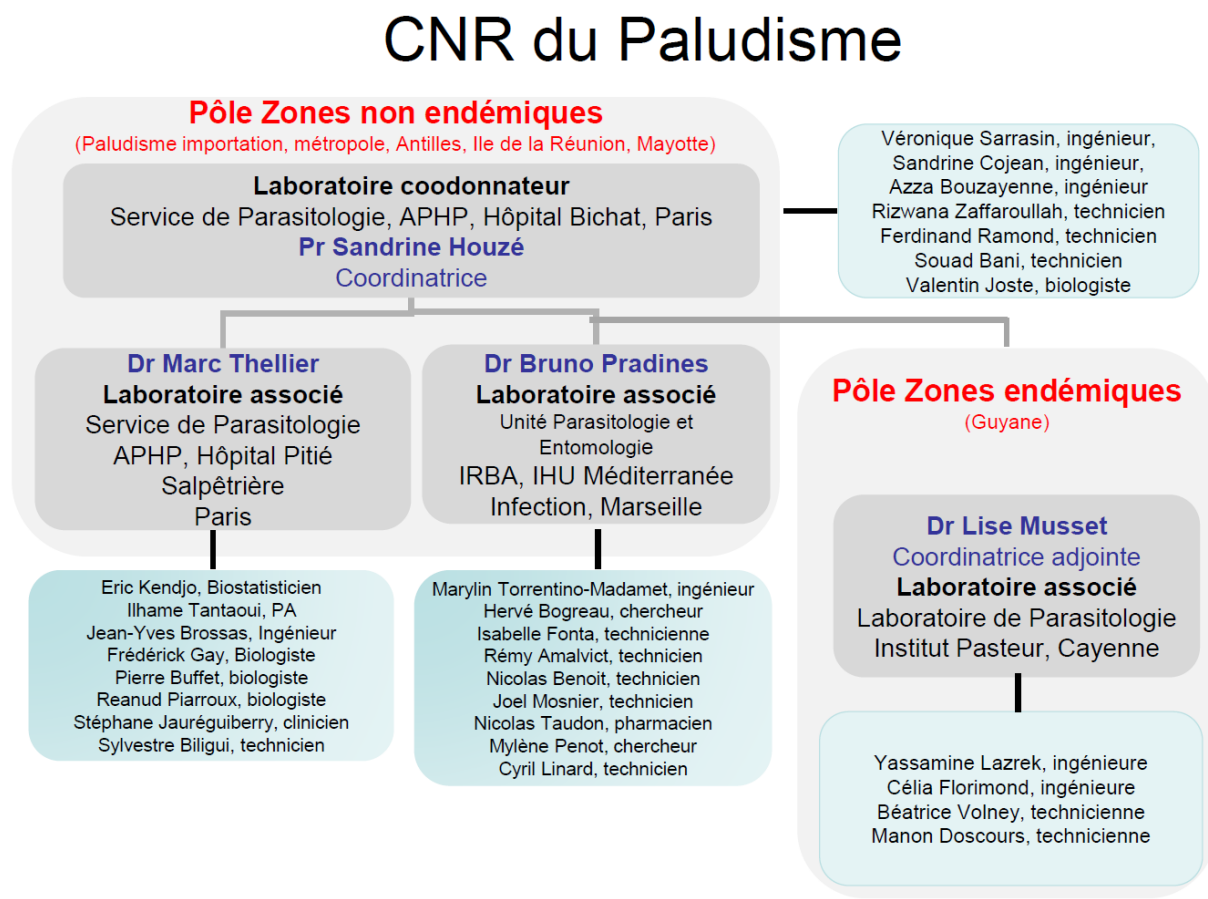 CNR du Paludisme
Pôle Zones non endémiques
(Paludisme importation, métropole, Antilles, Ile de la Réunion, Mayotte)
Laboratoire coodonnateur
Service de Parasitologie, APHP, Hôpital Bichat, Paris
Pr Sandrine Houzé
Coordinatrice
Véronique Sarrasin, ingénieur,
Sandrine Cojean, ingénieur,
Azza Bouzayenne, ingénieur
Rizwana Zaffaroullah, technicien
Ferdinand Ramond, technicien
Souad Bani, technicien
Valentin Joste, biologiste
Dr Marc Thellier
Laboratoire associé
Service de Parasitologie
APHP, Hôpital Pitié
Salpêtrière
Paris
Eric Kendjo, Biostatisticien
Ilhame Tantaoui, PA
Jean-Yves Brossas, Ingénieur
Frédérick Gay, Biologiste
Pierre Buffet, biologiste
Reanud Piarroux, biologiste
Stéphane Jauréguiberry, clinicien
Sylvestre Biligui, technicien
Dr Bruno Pradines
Laboratoire associé
Unité Parasitologie et
Entomologie
IRBA, IHU Méditerranée
Infection, Marseille
Marylin Torrentino-Madamet, ingénieur
Hervé Bogreau, chercheur
Isabelle Fonta, technicienne
Rémy Amalvict, technicien
Nicolas Benoit, technicien
Joel Mosnier, technicien
Nicolas Taudon, pharmacien
Mylène Penot, chercheur
Cyril Linard, technicien
Pôle Zones endémiques
(Guyane)
Dr Lise Musset
Coordinatrice adjointe
Laboratoire associé
Laboratoire de Parasitologie
Institut Pasteur, Cayenne
Yassamine Lazrek, ingénieure
Célia Florimond, ingénieure
Béatrice Volney, technicienne
Manon Doscours, technicienne